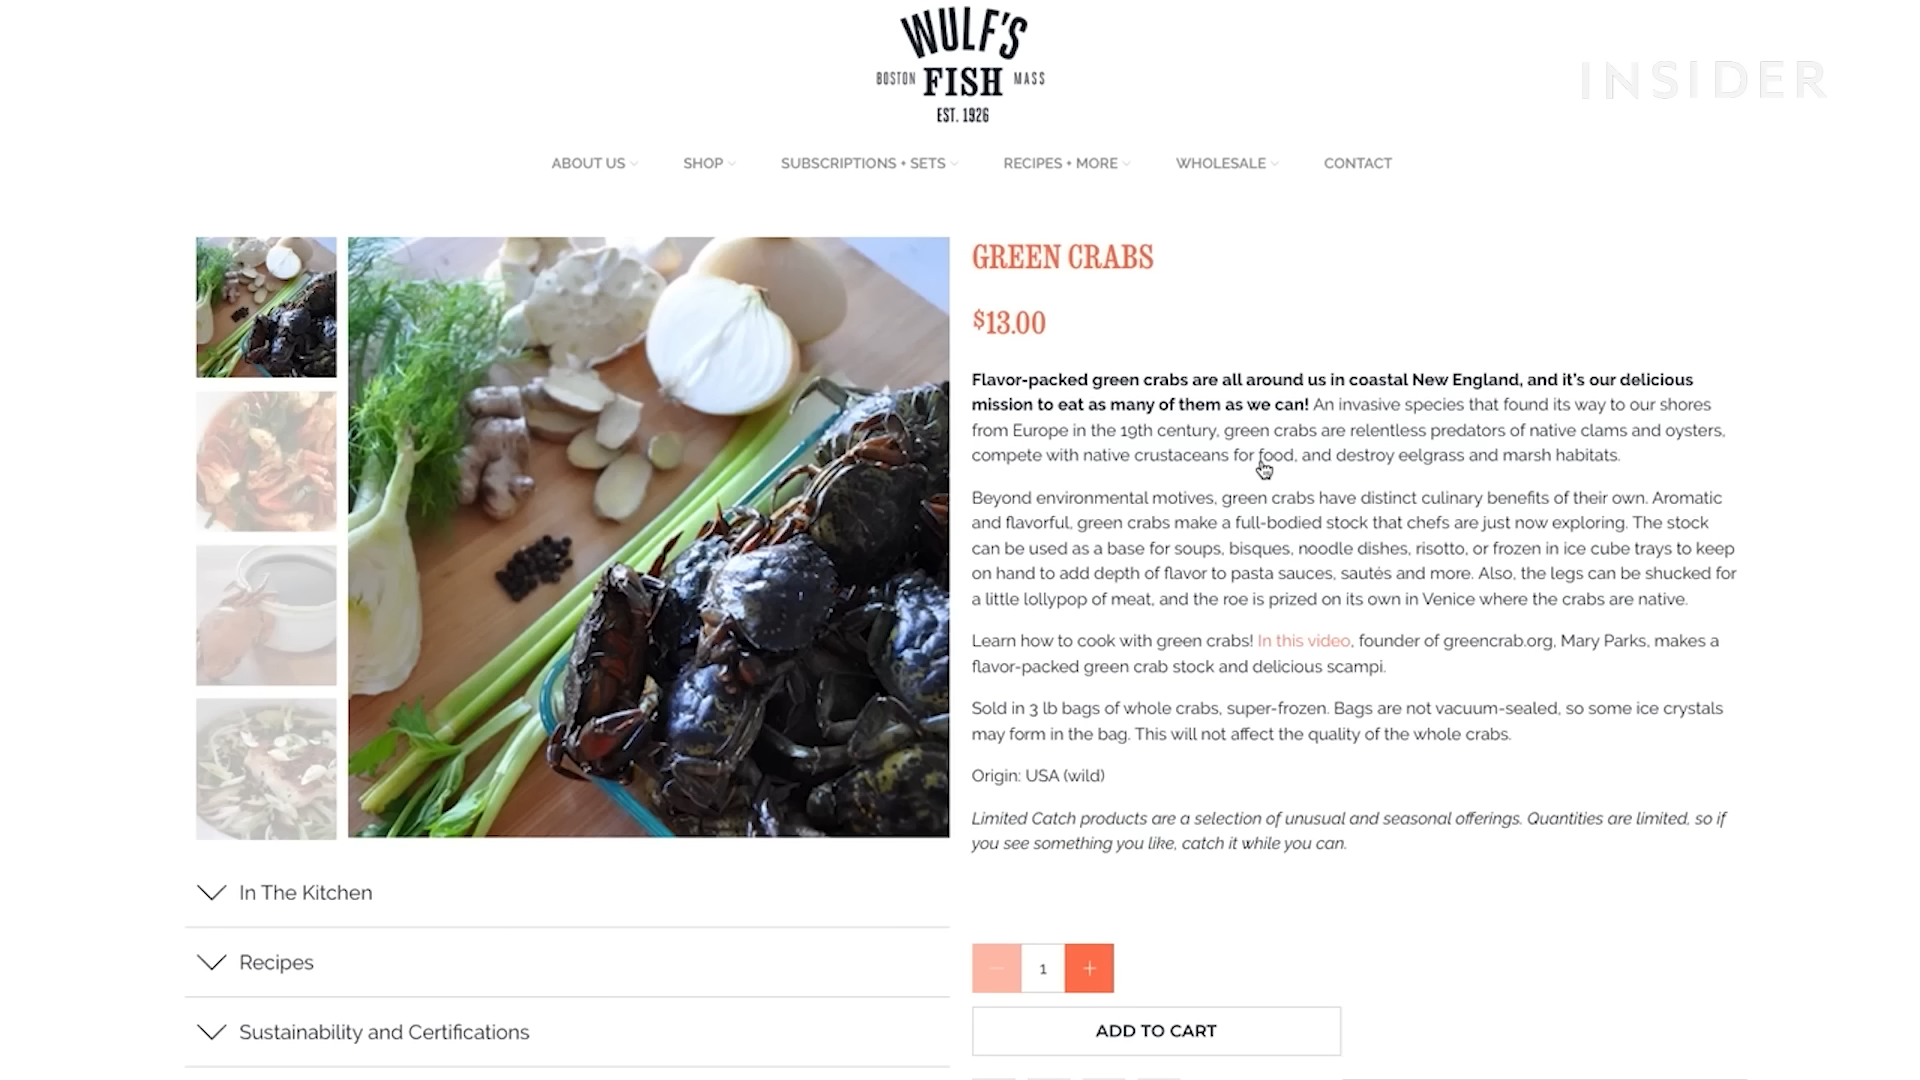 WULF'S
BOSTON FISH MASS
EST. 1926
INSIDER
ABOUT US SHOP SUBSCRIPTIONS + SETS RECIPES + MORE WHOLESALE CONTACT
GREEN CRABS
$13.00
Flavor-packed green crabs are all around us in coastal New England, and it's our delicious
mission to eat as many of them as we can! An invasive species that found its way to our shores
from Europe in the 19th century, green crabs are relentless predators of native clams and oysters,
compete with native crustaceans for food, and destroy eelgrass and marsh habitats.
Beyond environmental motives, green crabs have distinct culinary benefits of their own. Aromatic
and flavorful, green crabs make a full-bodied stock that chefs are just now exploring. The stock
can be used as a base for soups, bisques, noodle dishes, risotto, or frozen in ice cube trays to keep
on hand to add depth of flavor to pasta sauces, sautés and more. Also, the legs can be shucked for
a little lollypop of meat, and the roe is prized on its own in Venice where the crabs are native.
Learn how to cook with green crabs! In this video, founder of greencrab.org, Mary Parks, makes a
flavor-packed green crab stock and delicious scampi.
Sold in 3 lb bags of whole crabs, super-frozen. Bags are not vacuum-sealed, so some ice crystals
may form in the bag. This will not affect the quality of the whole crabs.
Origin: USA (wild)
Limited Catch products are a selection of unusual and seasonal offerings. Quantities are limited, so if
you see something you like, catch it while you can.
In The Kitchen
Recipes
Sustainability and Certifications
− 1 +
ADD TO CART